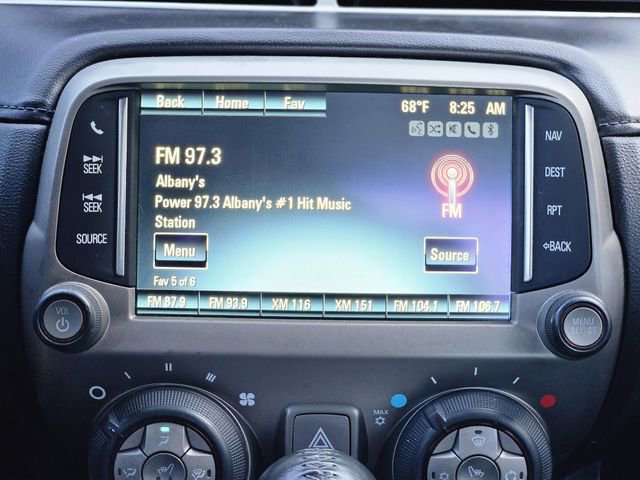 Back Home Fav 68°F 8:25 AM
FM 97.3
Albany's
Power 97.3 Albany's #1 Hit Music
Station
FM
Menu Source
Fav 5 of 6
FM 87.9 FM 93.9 XM 116 XM 151 FM 104.1 FM 106.7
SEEK
SEEK
SOURCE
NAV
DEST
RPT
BACK
VOL
MENU
SELECT
MAX